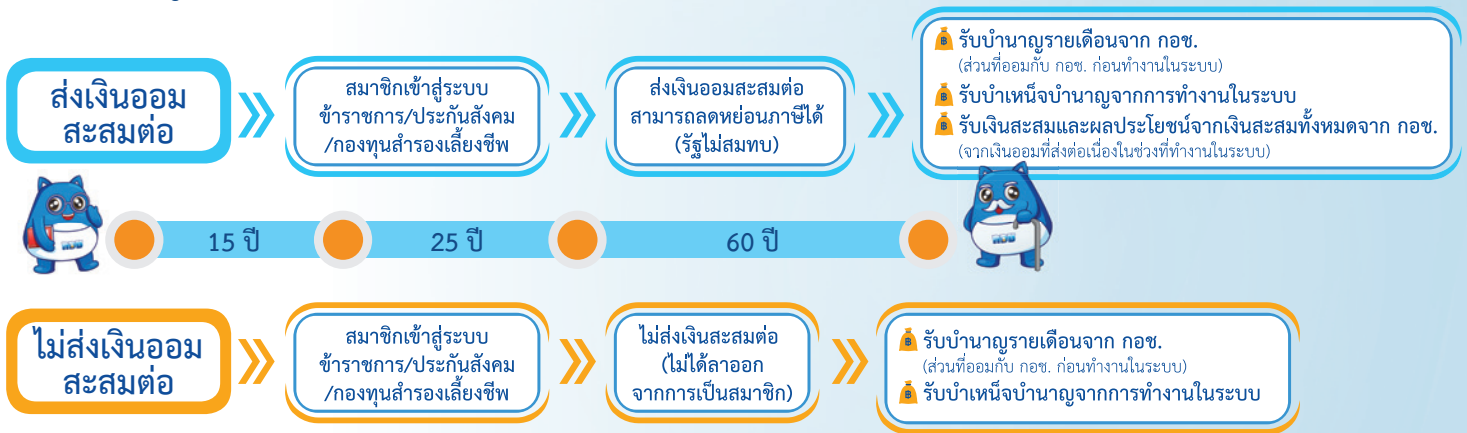 ส่งเงินออม
สะสมต่อ
สมาชิกเข้าสู่ระบบ
ข้าราชการ/ประกันสังคม
/กองทุนสำรองเลี้ยงชีพ
ส่งเงินออมสะสมต่อ
สามารถลดหย่อนภาษีได้
(รัฐไม่สมทบ)
รับบำนาญรายเดือนจาก กอช.
(ส่วนที่ออมกับ กอช. ก่อนทำงานในระบบ)
รับบำเหน็จบำนาญจากการทำงานในระบบ
รับเงินสะสมและผลประโยชน์จากเงินสะสมทั้งหมดจาก กอช.
(จากเงินออมที่ส่งต่อเนื่องในช่วงที่ทำงานในระบบ)
15 ปี
25 ปี
60 ปี
ไม่ส่งเงินออม
สะสมต่อ
สมาชิกเข้าสู่ระบบ
ข้าราชการ/ประกันสังคม
/กองทุนสำรองเลี้ยงชีพ
ไม่ส่งเงินสะสมต่อ
(ไม่ได้ลาออก
จากการเป็นสมาชิก)
รับบำนาญรายเดือนจาก กอช.
(ส่วนที่ออมกับ กอช. ก่อนทำงานในระบบ)
รับบำเหน็จบำนาญจากการทำงานในระบบ